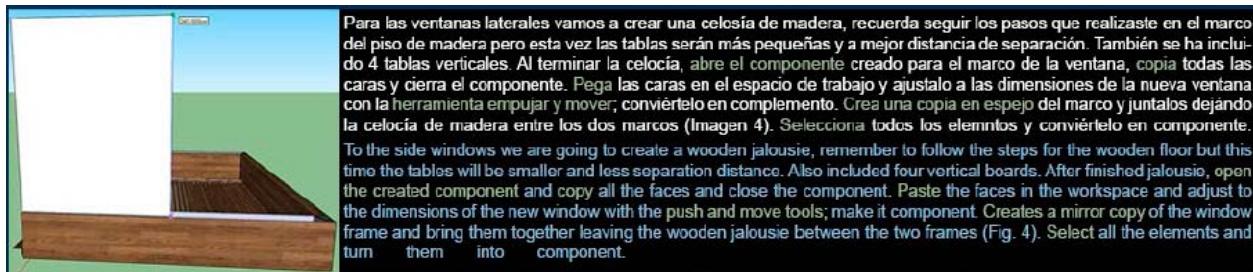 Para las ventanas laterales vamos a crear una celosía de madera, recuerda seguir los pasos que realizaste en el marco
del piso de madera pero esta vez las tablas serán más pequeñas y a mejor distancia de separación. También se ha inclui-
do 4 tablas verticales. Al terminar la celocía, abre el componente creado para el marco de la ventana, copia todas las
caras y cierra el componente. Pega las caras en el espacio de trabajo y ajustalo a las dimensiones de la nueva ventana
con la herramienta empujar y mover; conviértelo en complemento. Crea una copia en espejo del marco y juntalos dejándo
la celocía de madera entre los dos marcos (Imagen 4). Selecciona todos los elemntos y conviértelo en componente.
To the side windows we are going to create a wooden jalousie, remember to follow the steps for the wooden floor but this
time the tables will be smaller and less separation distance. Also included four vertical boards. After finished jalousie, open
the created component and copy all the faces and close the component. Paste the faces in the workspace and adjust to
the dimensions of the new window with the push and move tools; make it component. Creates a mirror copy of the window
frame and bring them together leaving the wooden jalousie between the two frames (Fig. 4). Select all the elements and
turn them into component.